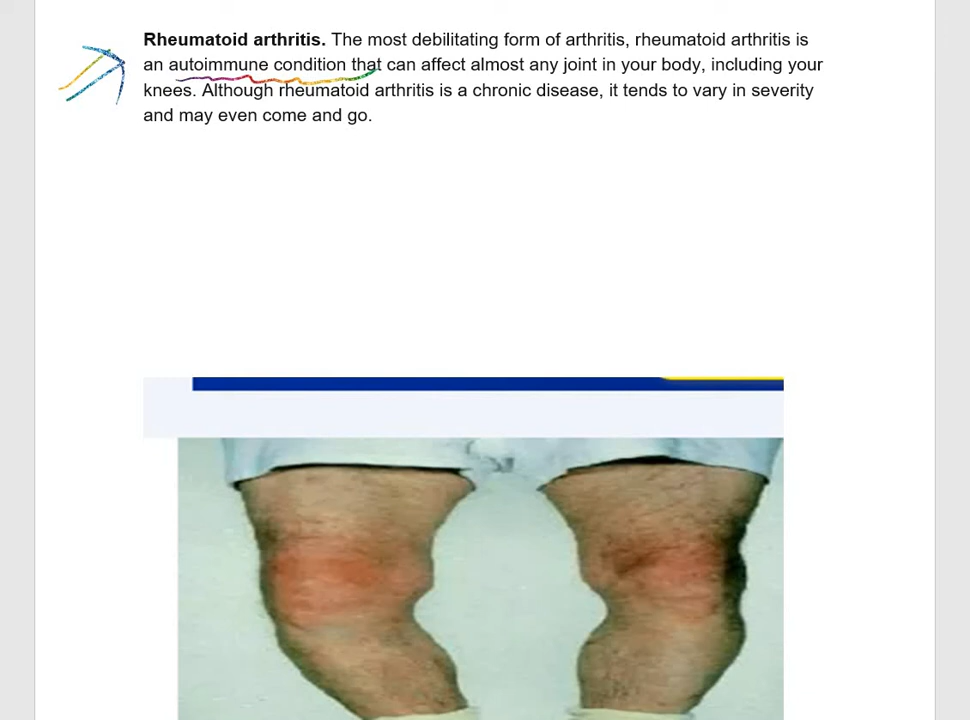 Rheumatoid arthritis. The most debilitating form of arthritis, rheumatoid arthritis is
an autoimmune condition that can affect almost any joint in your body, including your
knees. Although rheumatoid arthritis is a chronic disease, it tends to vary in severity
and may even come and go.